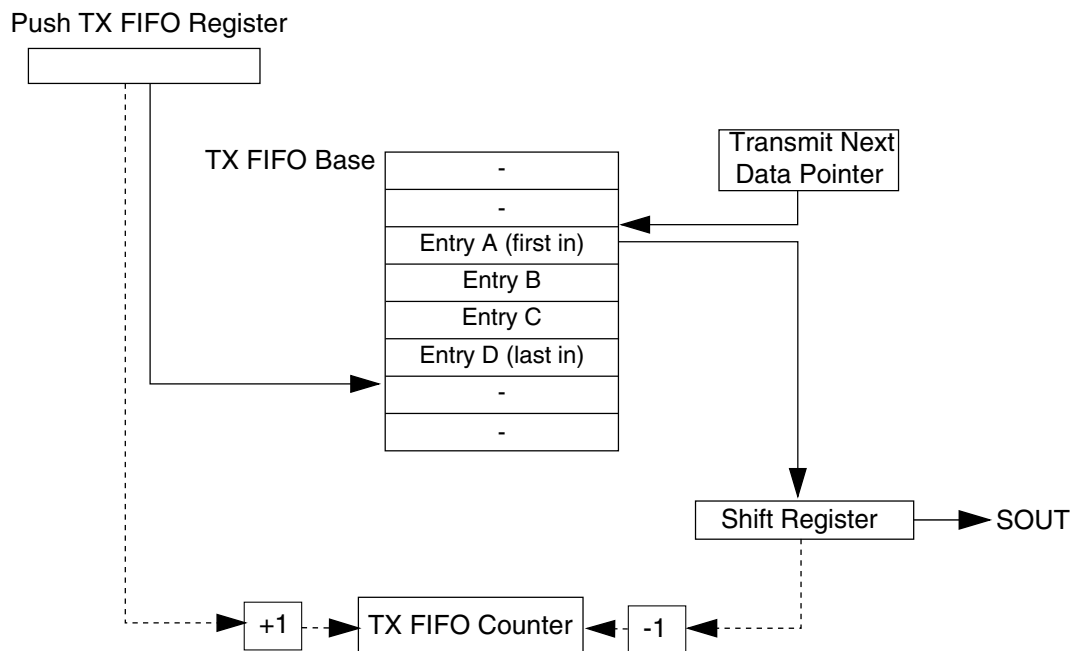 Push TX FIFO Register
TX FIFO Base
-
-
Entry A (first in)
Entry B
Entry C
Entry D (last in)
-
-
Transmit Next
Data Pointer
Shift Register
SOUT
+1
TX FIFO Counter
-1